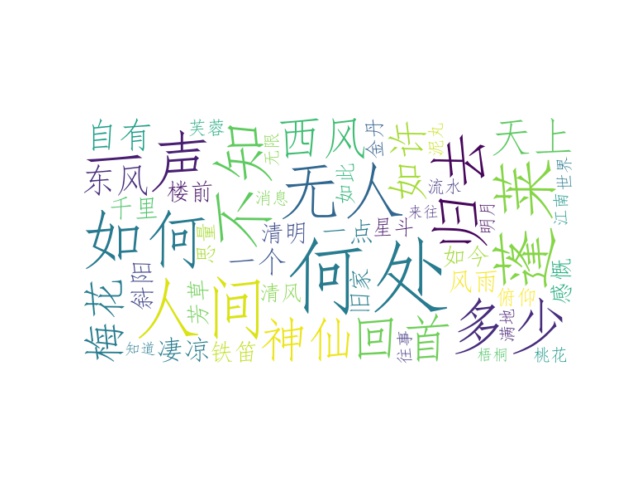 自有
芙蓉
一声
不知
无限
西风
金丹
如许
泥丸
归去
天上
东风
楼前
消息
无人
如此
流水
来往
明月
蓬莱
江南
世界
千里
如何
思量
清明
一点
星斗
一个
何处
如今
梅花
斜阳
人间
芳草
清风
旧家
风雨
俯仰
感慨
知道
凄凉
铁笛
神仙
回首
往事
多少
满地
梧桐
桃花